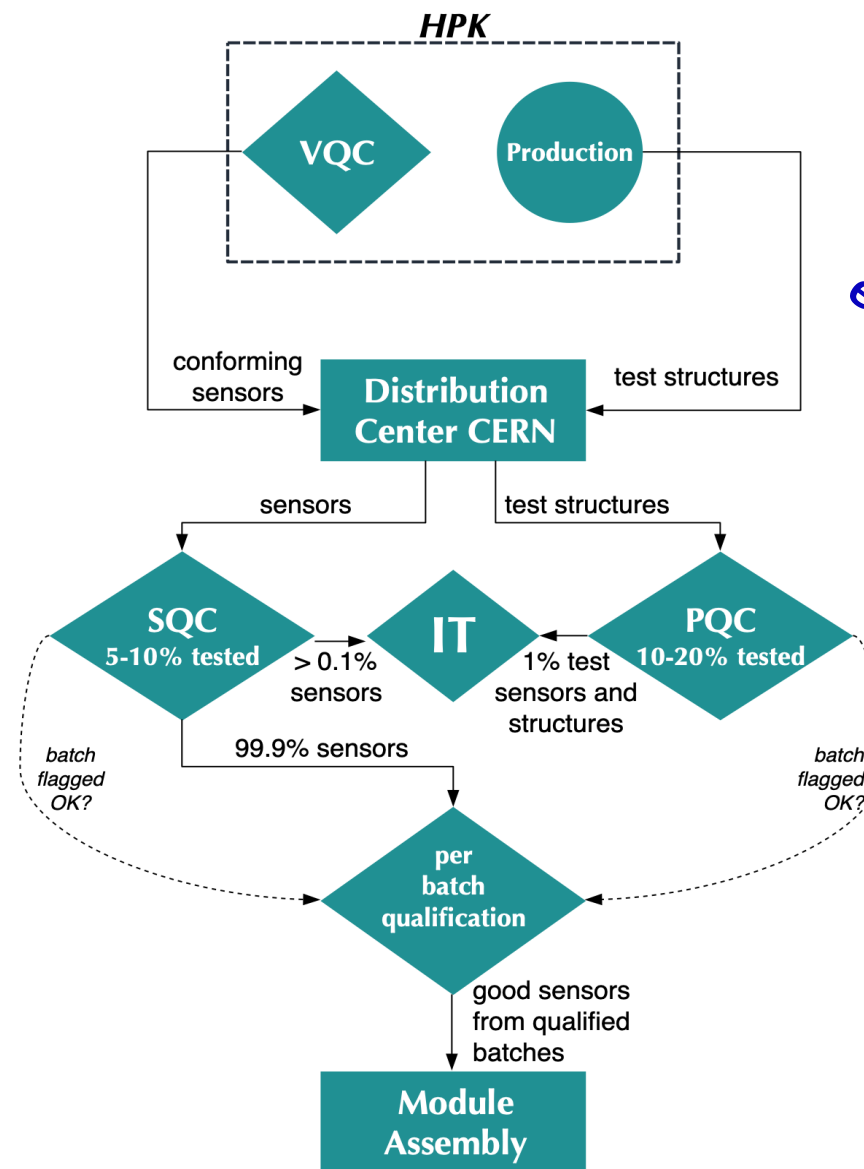 HPK
VQC
Production
conforming
sensors
test structures
Distribution
Center CERN
sensors
test structures
SQC
5-10% tested
IT
PQC
10-20% tested
> 0.1%
sensors
1% test
sensors and
structures
99.9% sensors
batch
flagged
OK?
batch
flagged
OK?
per
batch
qualification
good sensors
from qualified
batches
Module
Assembly